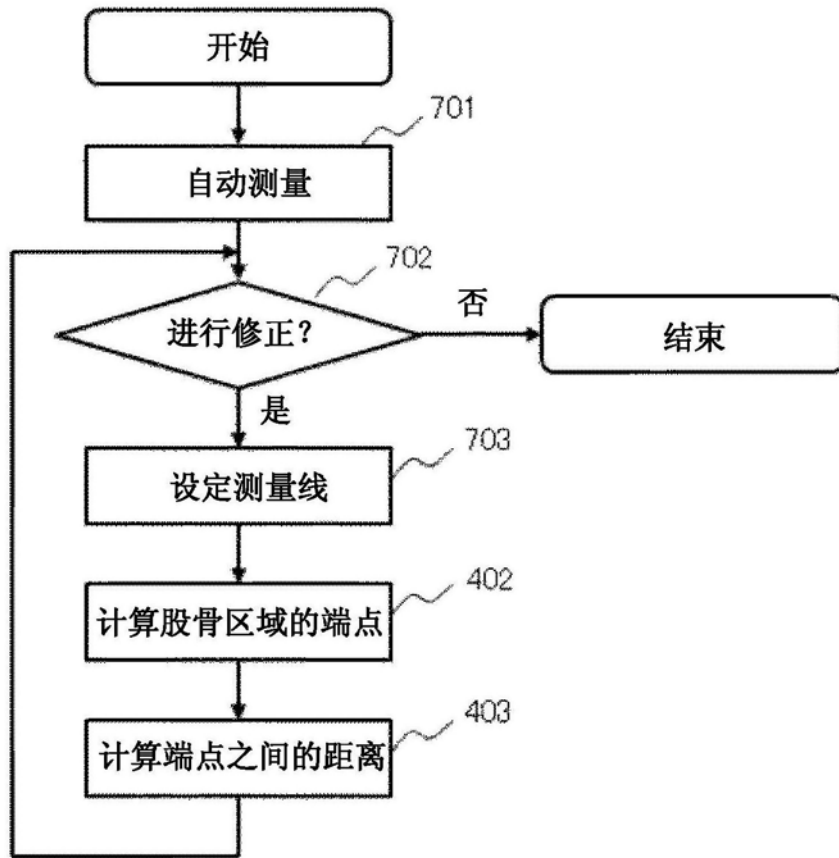 开始
701
自动测量
702
进行修正?
否
结束
是
703
设定测量线
402
计算股骨区域的端点
403
计算端点之间的距离